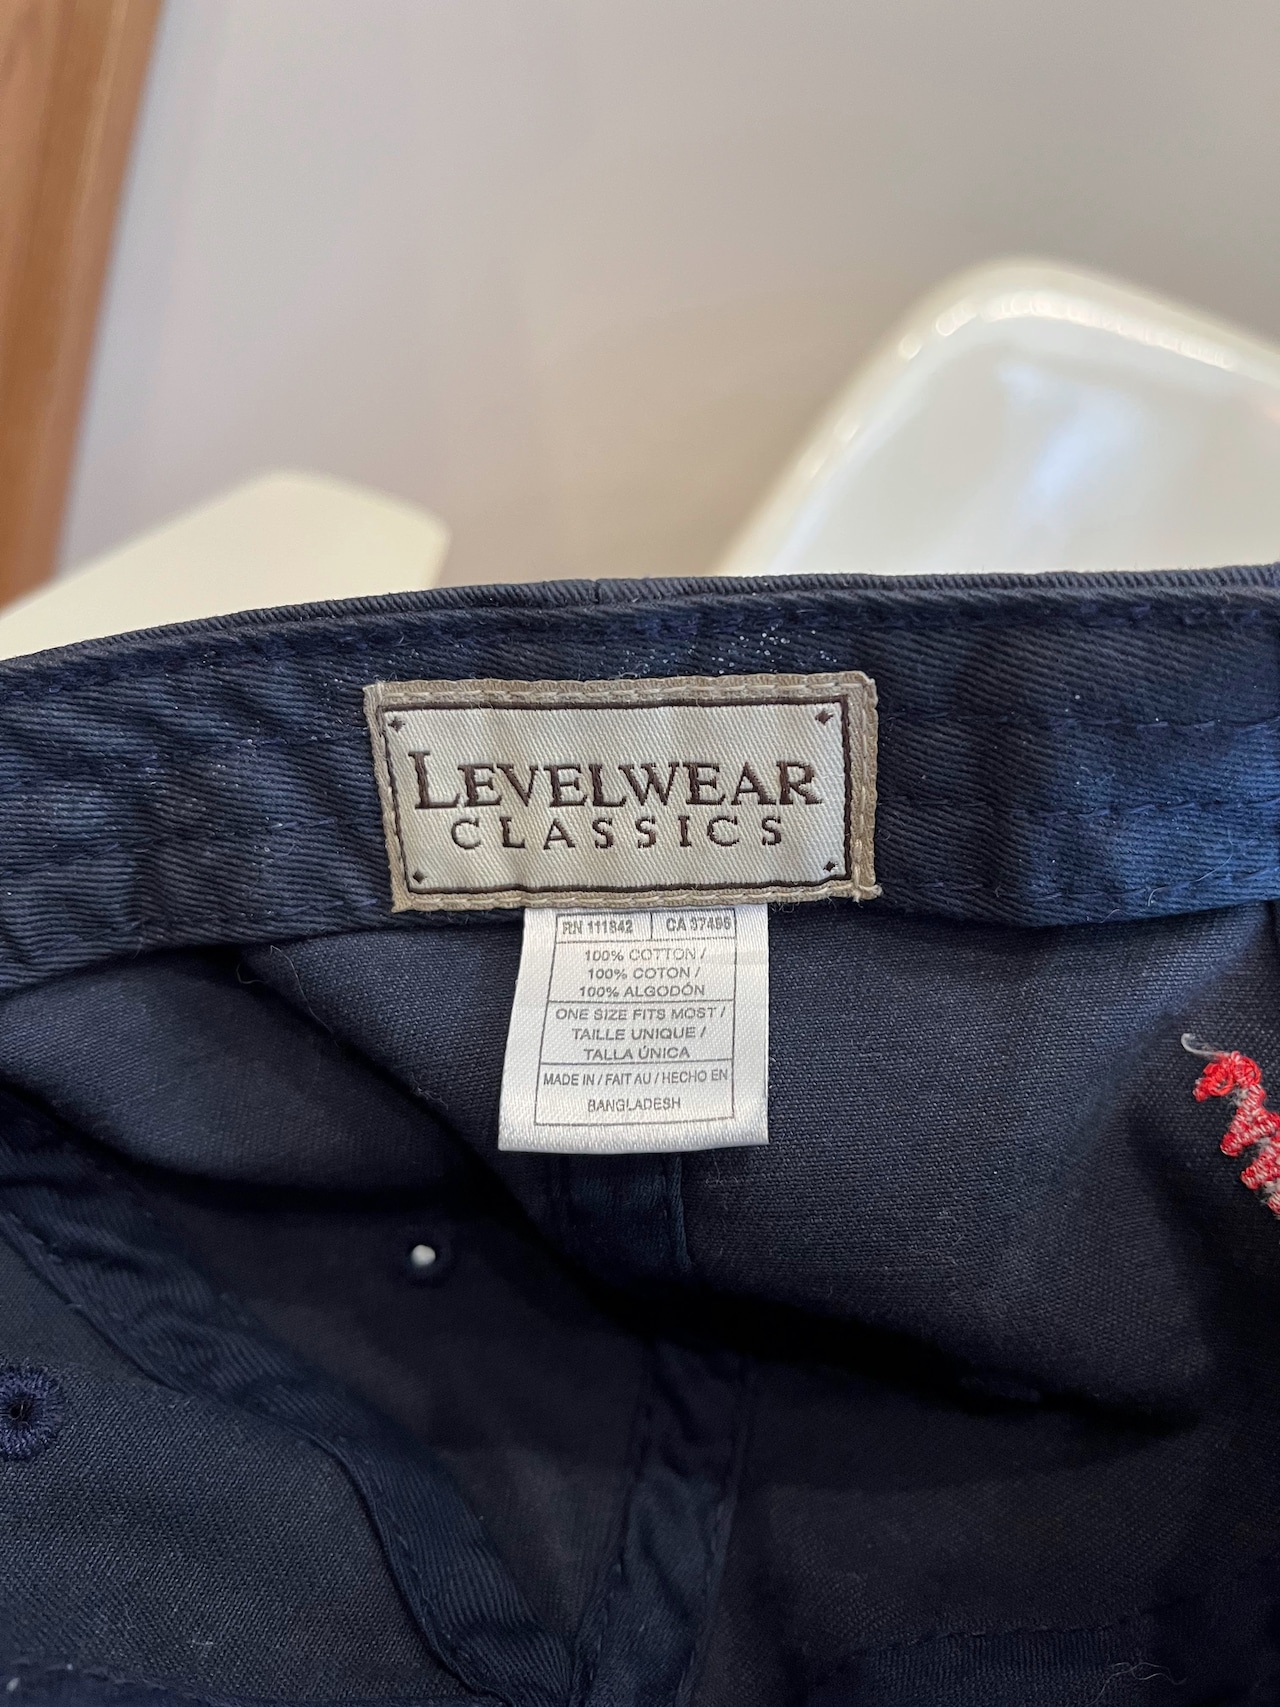 LEVELWEAR
CLASSICS
RN 111842 CA 37496
100% COTTON /
100% COTON /
100% ALGODÓN
ONE SIZE FITS MOST /
TAILLE UNIQUE /
TALLA ÚNICA
MADE IN / FAIT AU / HECHO EN
BANGLADESH